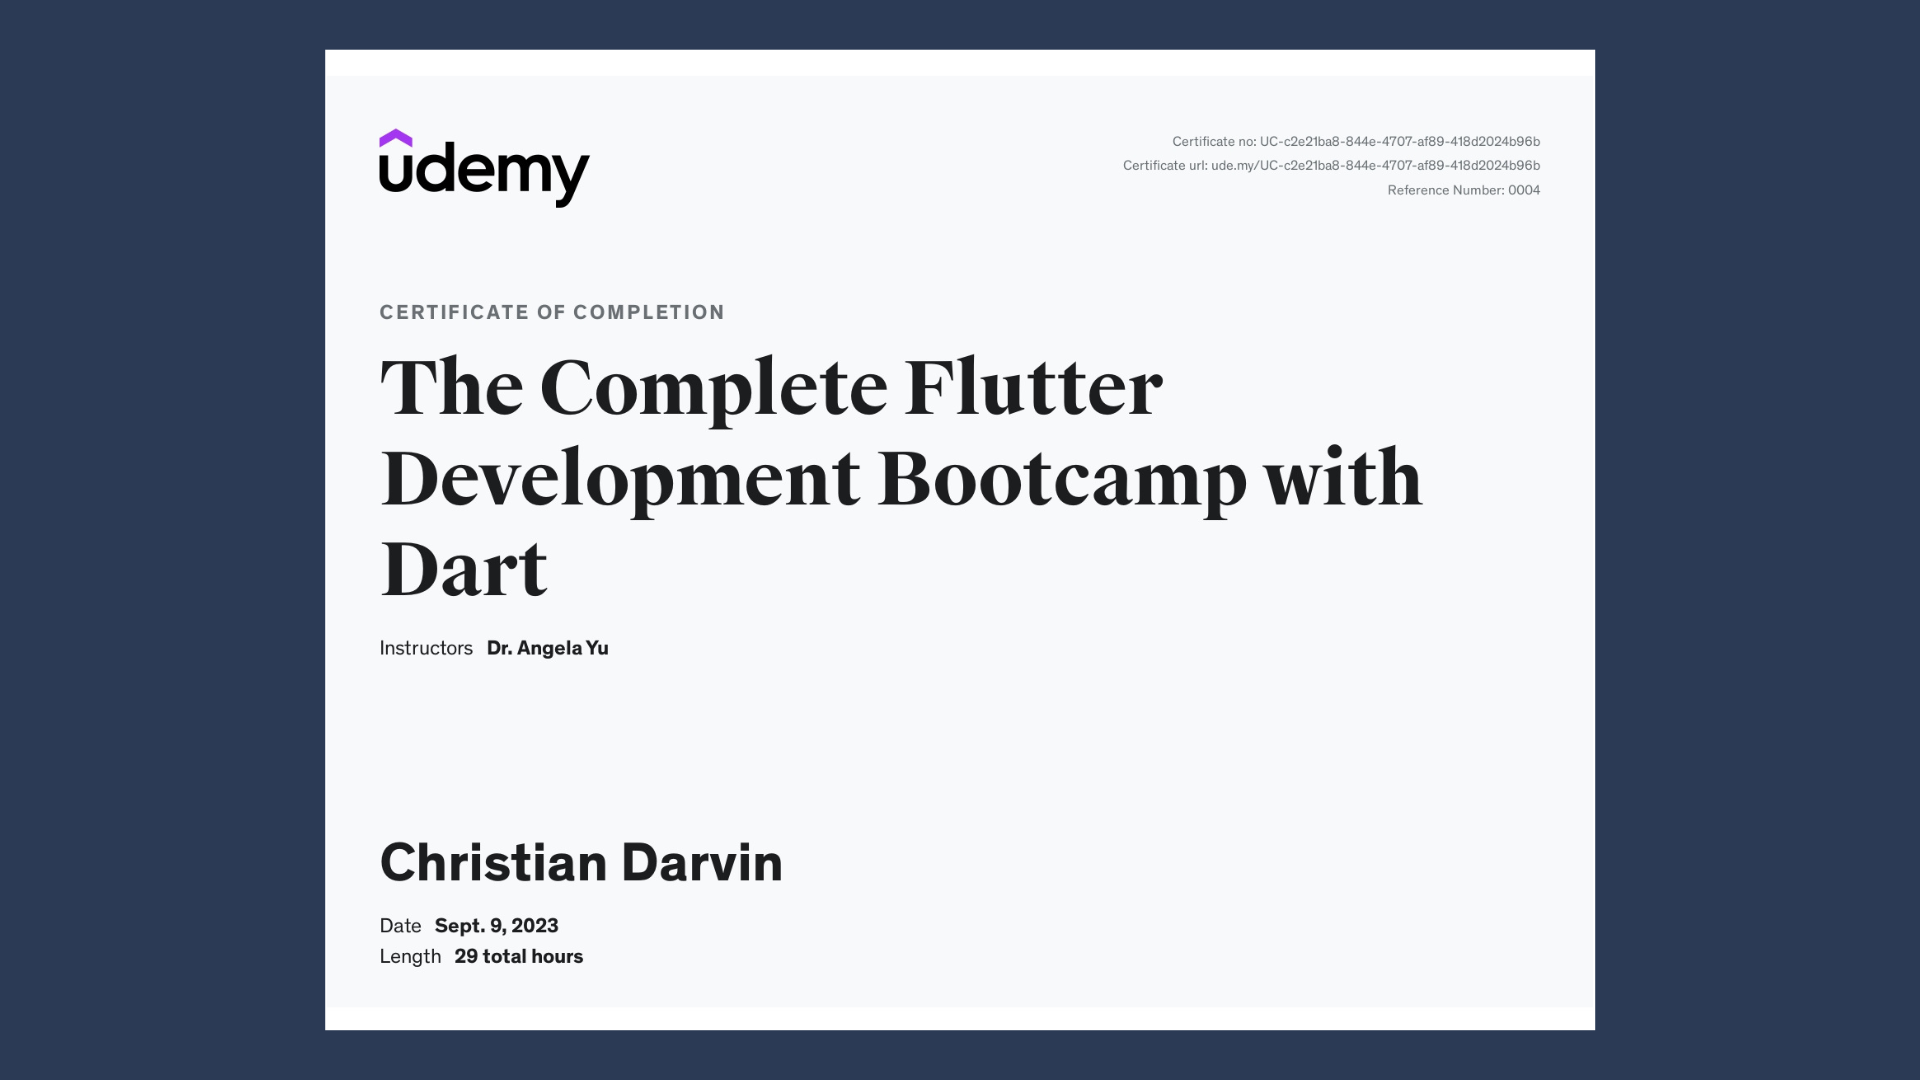 udemy
Certificate no: UC-c2e21ba8-844e-4707-af89-418d2024b96b
Certificate url: ude.my/UC-c2e21ba8-844e-4707-af89-418d2024b96b
Reference Number: 0004
CERTIFICATE OF COMPLETION
The Complete Flutter
Development Bootcamp with
Dart
Instructors Dr. Angela Yu
Christian Darvin
Date Sept. 9, 2023
Length 29 total hours